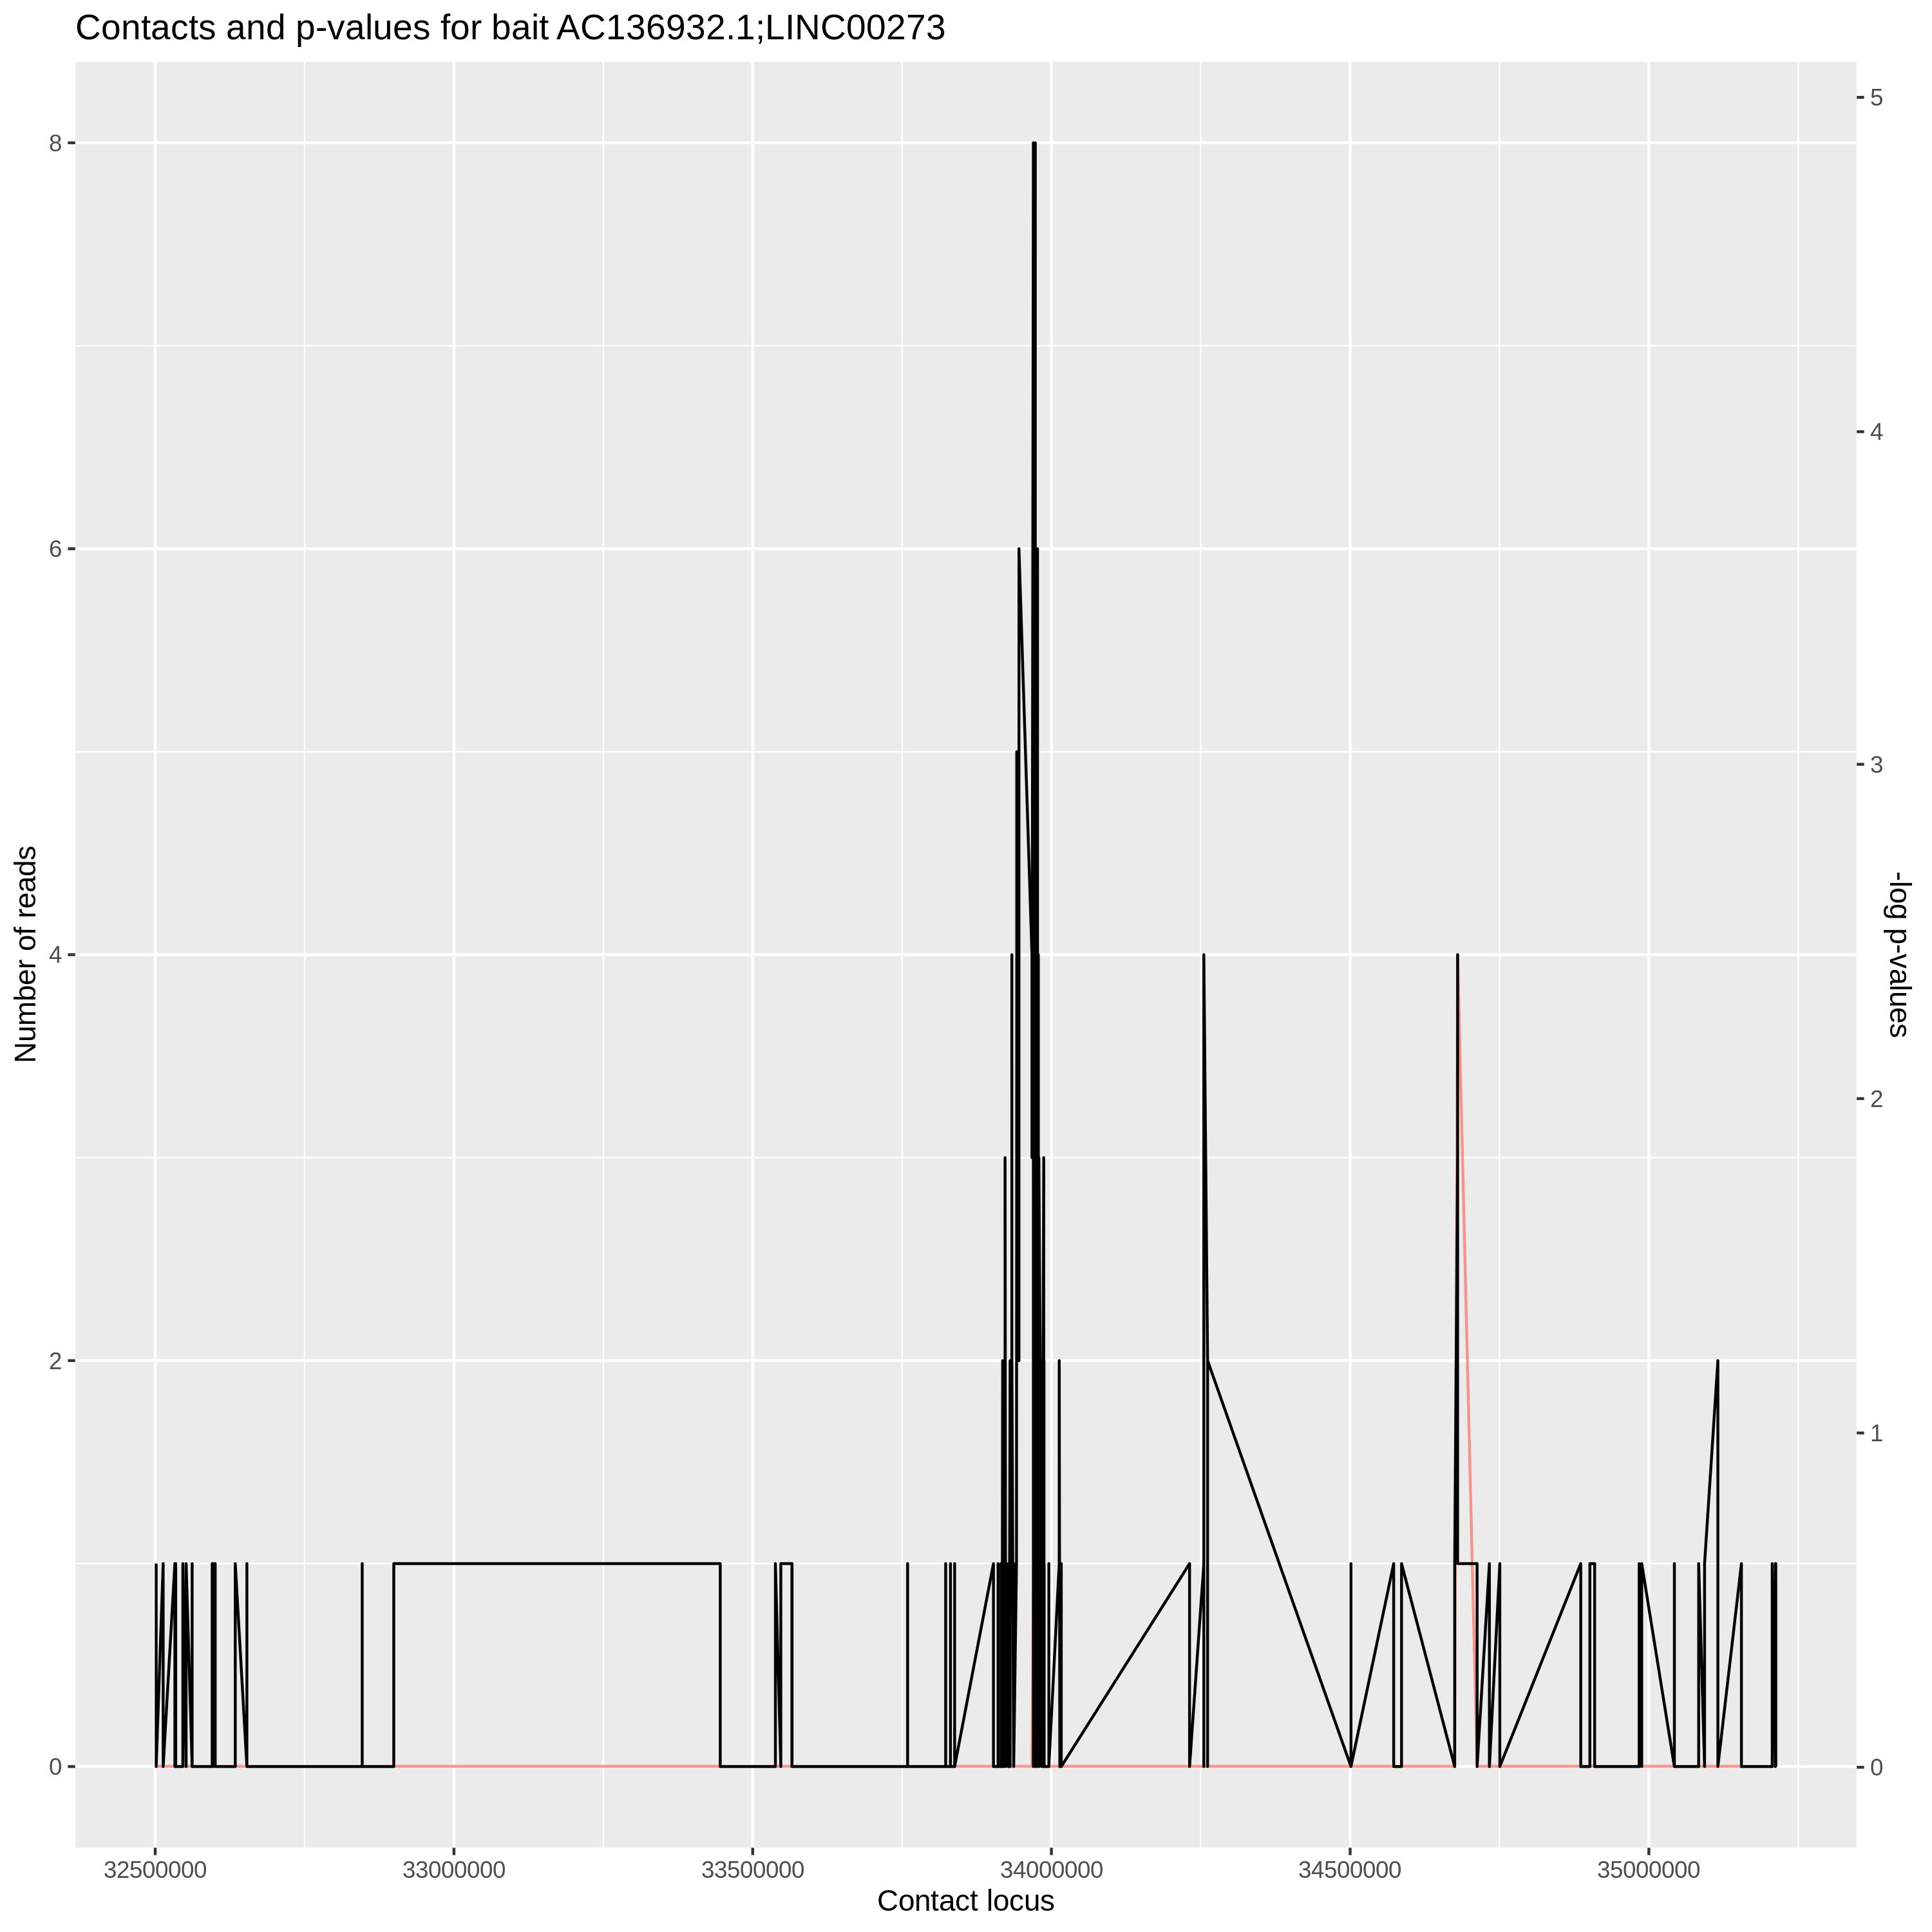 Contacts and p-values for bait AC136932.1;LINC00273
8
6
4
2
0
Number of reads
5
4
3
2
1
0
-log p-values
32500000 33000000 33500000 34000000 34500000 35000000
Contact locus